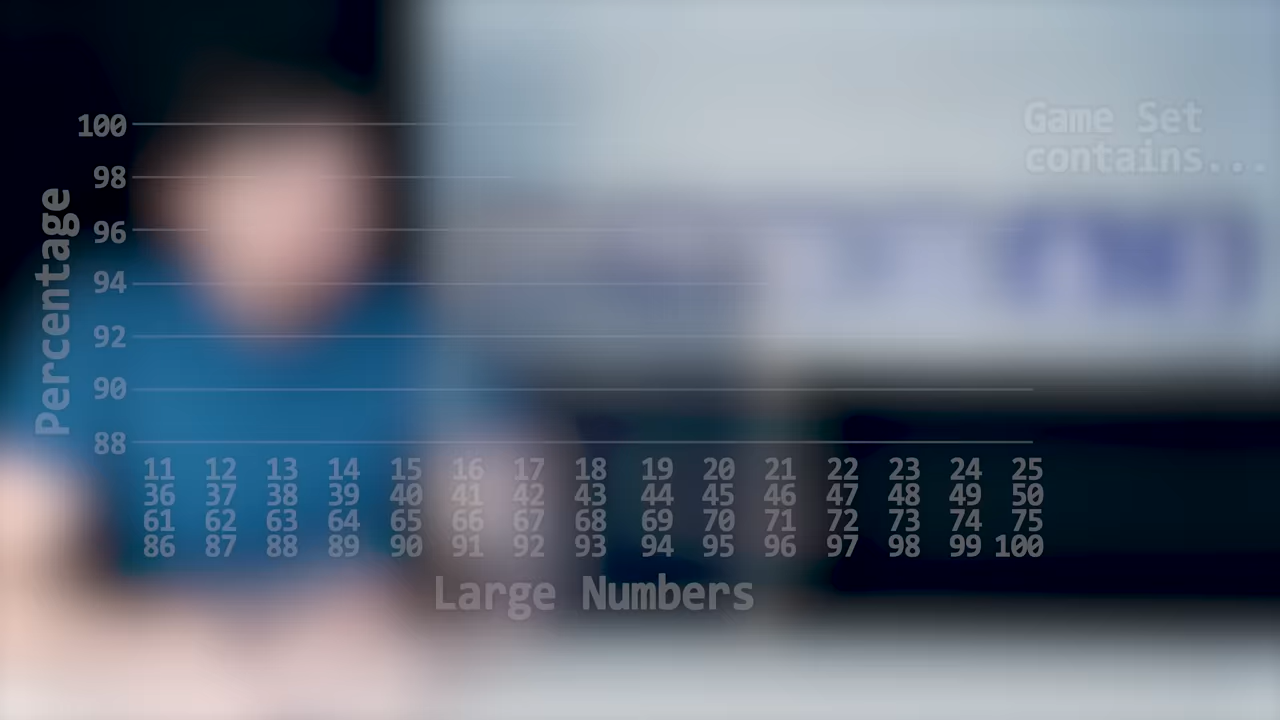 Game Set
contains...
Percentage
100
98
96
94
92
90
88
11 12 13 14 15 16 17 18 19 20 21 22 23 24 25
36 37 38 39 40 41 42 43 44 45 46 47 48 49 50
61 62 63 64 65 66 67 68 69 70 71 72 73 74 75
86 87 88 89 90 91 92 93 94 95 96 97 98 99 100
Large Numbers